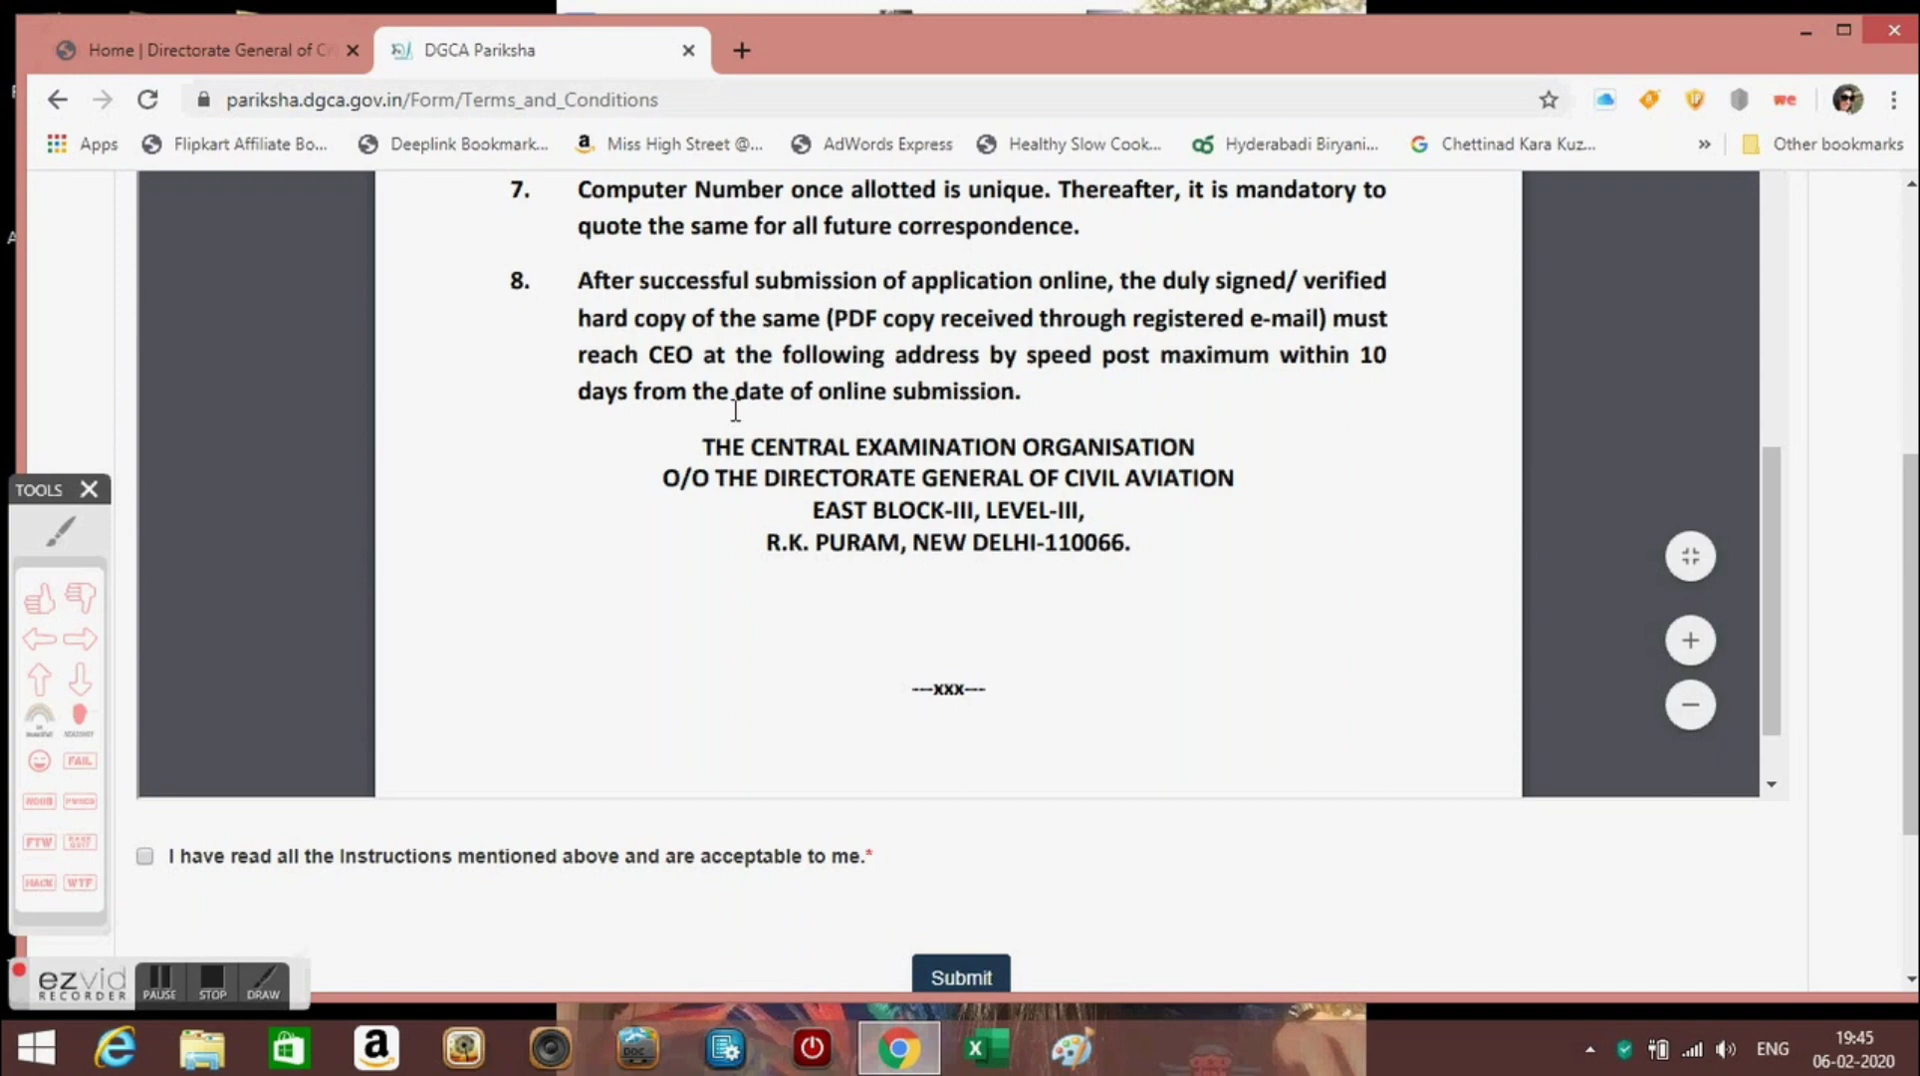 Home | Directorate General of C
DGCA Pariksha
pariksha.dgca.gov.in/Form/Terms_and_Conditions
we
Apps
Flipkart Affiliate Bo...
Deeplink Bookmark...
Miss High Street @...
AdWords Express
Healthy Slow Cook...
Hyderabadi Biryani...
Chettinad Kara Kuz...
»
Other bookmarks
7. Computer Number once allotted is unique. Thereafter, it is mandatory to
quote the same for all future correspondence.
8. After successful submission of application online, the duly signed/ verified
hard copy of the same (PDF copy received through registered e-mail) must
reach CEO at the following address by speed post maximum within 10
days from the date of online submission.
THE CENTRAL EXAMINATION ORGANISATION
O/O THE DIRECTORATE GENERAL OF CIVIL AVIATION
EAST BLOCK-III, LEVEL-III,
R.K. PURAM, NEW DELHI-110066.
---xxx---
I have read all the Instructions mentioned above and are acceptable to me.*
Submit
TOOLS
FAIL
NOOB
PWNED
FTW
HACK
WTF
ezvid
RECORDER
PAUSE
STOP
DRAW
DOC
ENG
19:45
06-02-2020